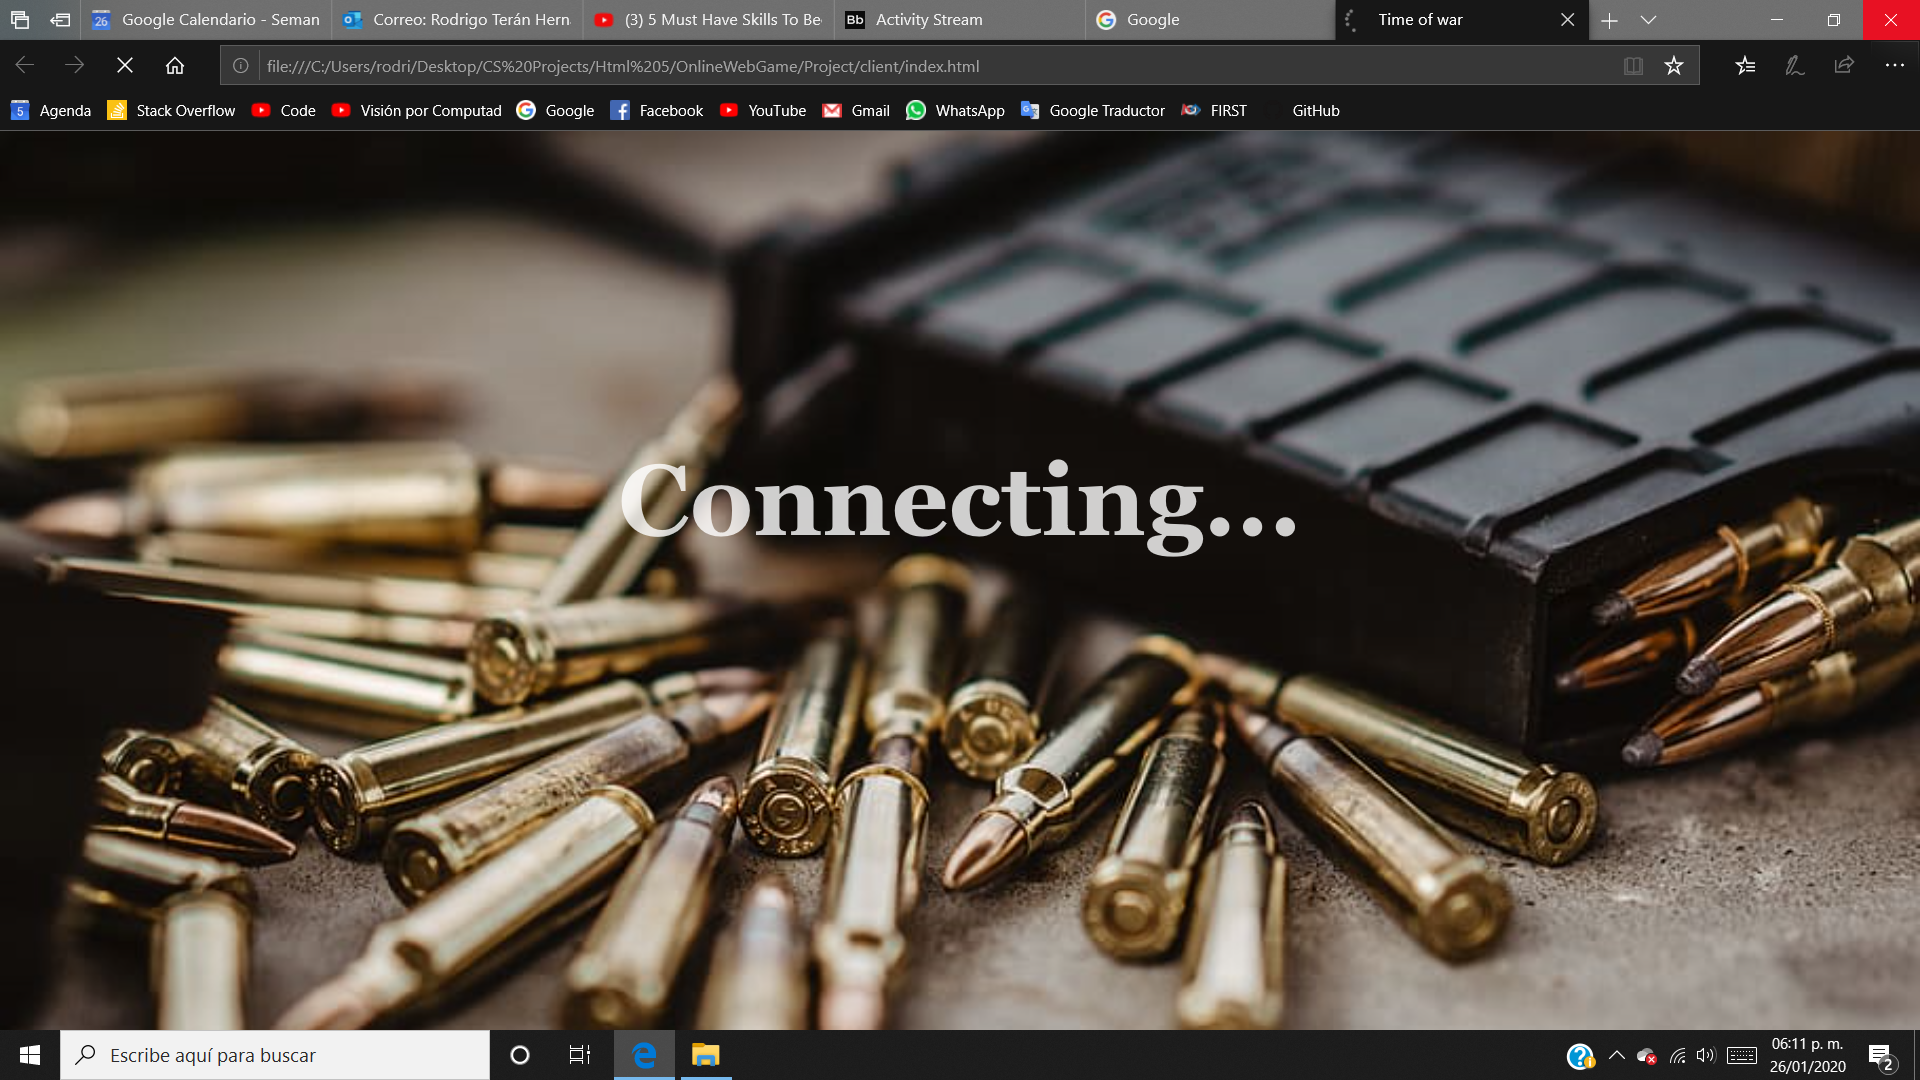 Google Calendario - Seman
Correo: Rodrigo Terán Hern
(3) 5 Must Have Skills To Be
Bb Activity Stream
Google
Time of war
file:///C:/Users/rodri/Desktop/CS%20Projects/Html%205/OnlineWebGame/Project/client/index.html
Agenda
Stack Overflow
Code
Visión por Computad
Google
Facebook
YouTube
Gmail
WhatsApp
Google Traductor
FIRST
GitHub
Connecting...
Escribe aquí para buscar
06:11 p. m.
26/01/2020
2